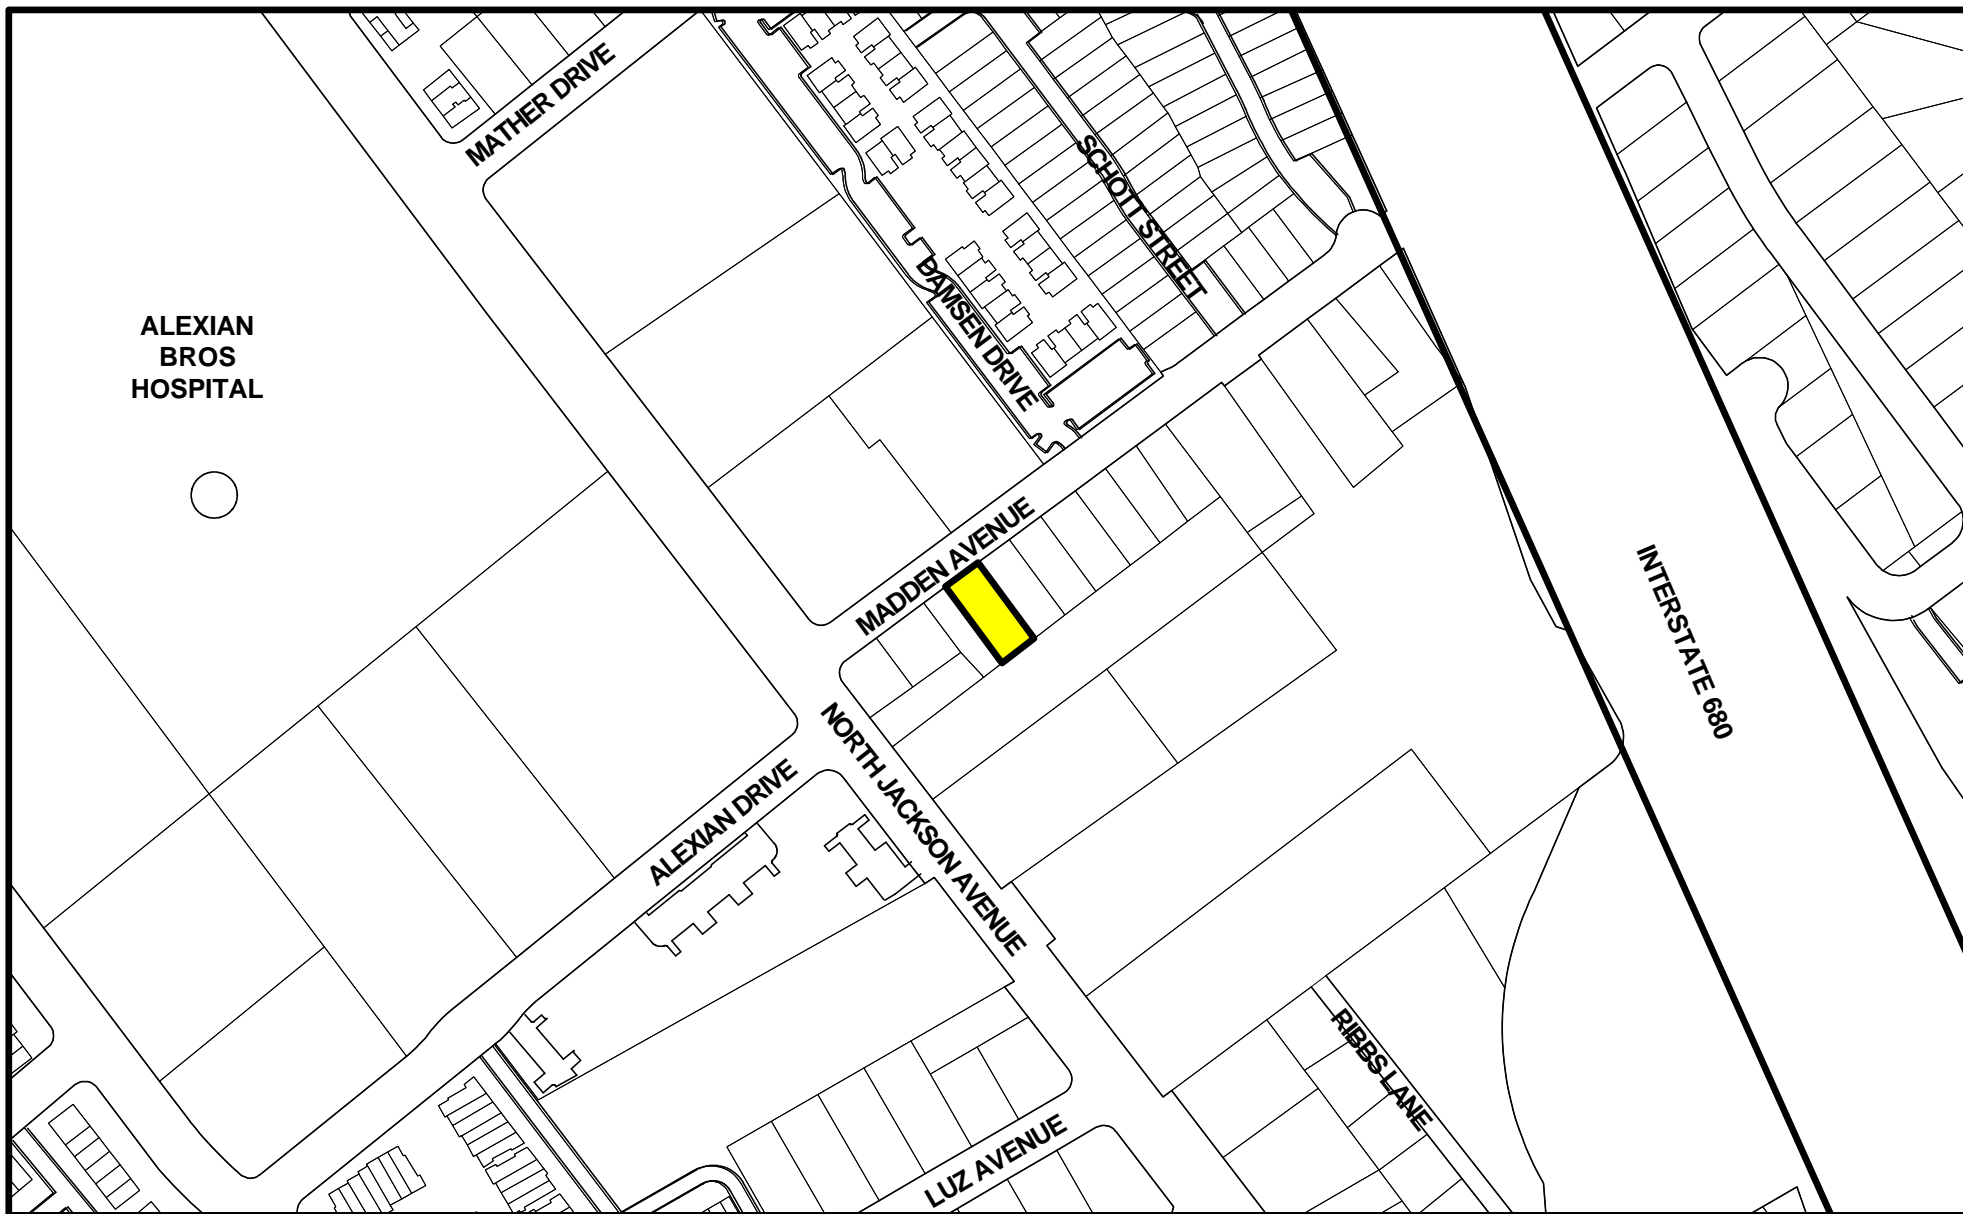 MATHER DRIVE
SCHOTT STREET
DAMSEN DRIVE
ALEXIAN
BROS
HOSPITAL
MADDEN AVENUE
INTERSTATE 680
NORTH JACKSON AVENUE
ALEXIAN DRIVE
RIBBS LANE
LUZ AVENUE